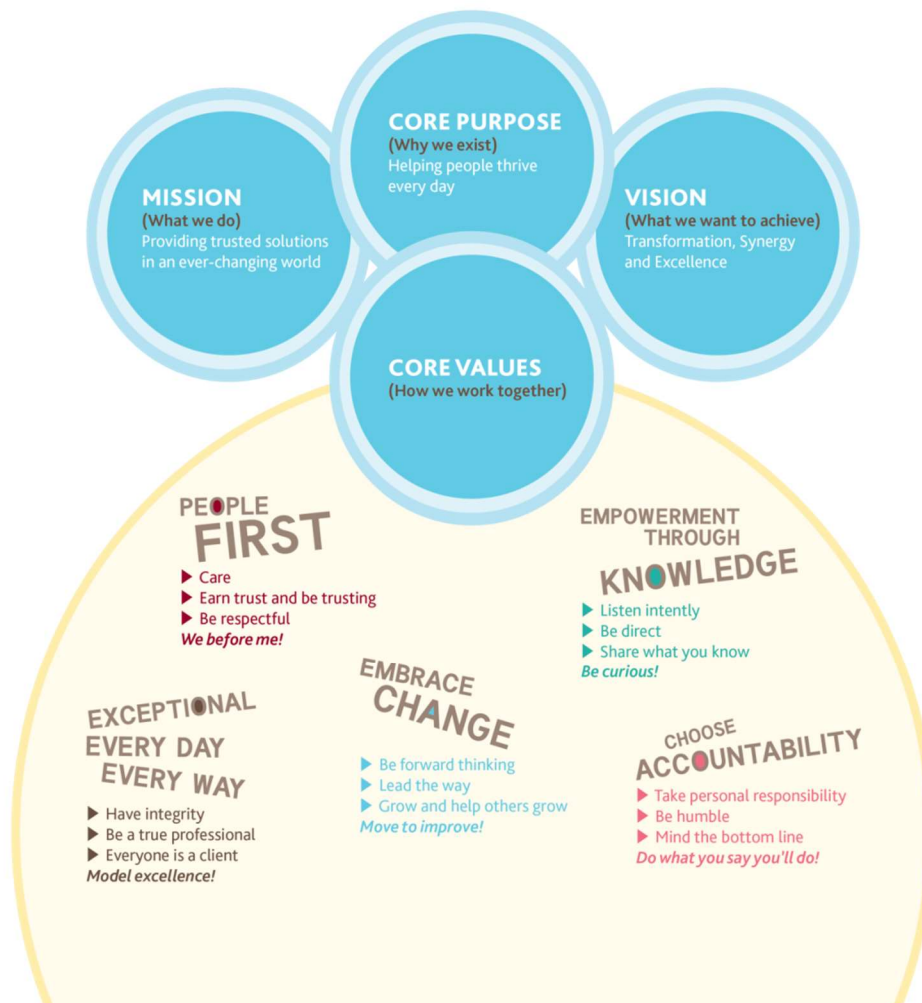 CORE PURPOSE
(Why we exist)
Helping people thrive
every day
MISSION
(What we do)
Providing trusted solutions
in an ever-changing world
VISION
(What we want to achieve)
Transformation, Synergy
and Excellence
CORE VALUES
(How we work together)
PEOPLE
FIRST
▶ Care
▶ Earn trust and be trusting
▶ Be respectful
We before me!
EMPOWERMENT
THROUGH
KNOWLEDGE
▶ Listen intently
▶ Be direct
▶ Share what you know
Be curious!
EXCEPTIONAL
EVERY DAY
EVERY WAY
▶ Have integrity
▶ Be a true professional
▶ Everyone is a client
Model excellence!
EMBRACE
CHANGE
▶ Be forward thinking
▶ Lead the way
▶ Grow and help others grow
Move to improve!
CHOOSE
ACCOUNTABILITY
▶ Take personal responsibility
▶ Be humble
▶ Mind the bottom line
Do what you say you'll do!